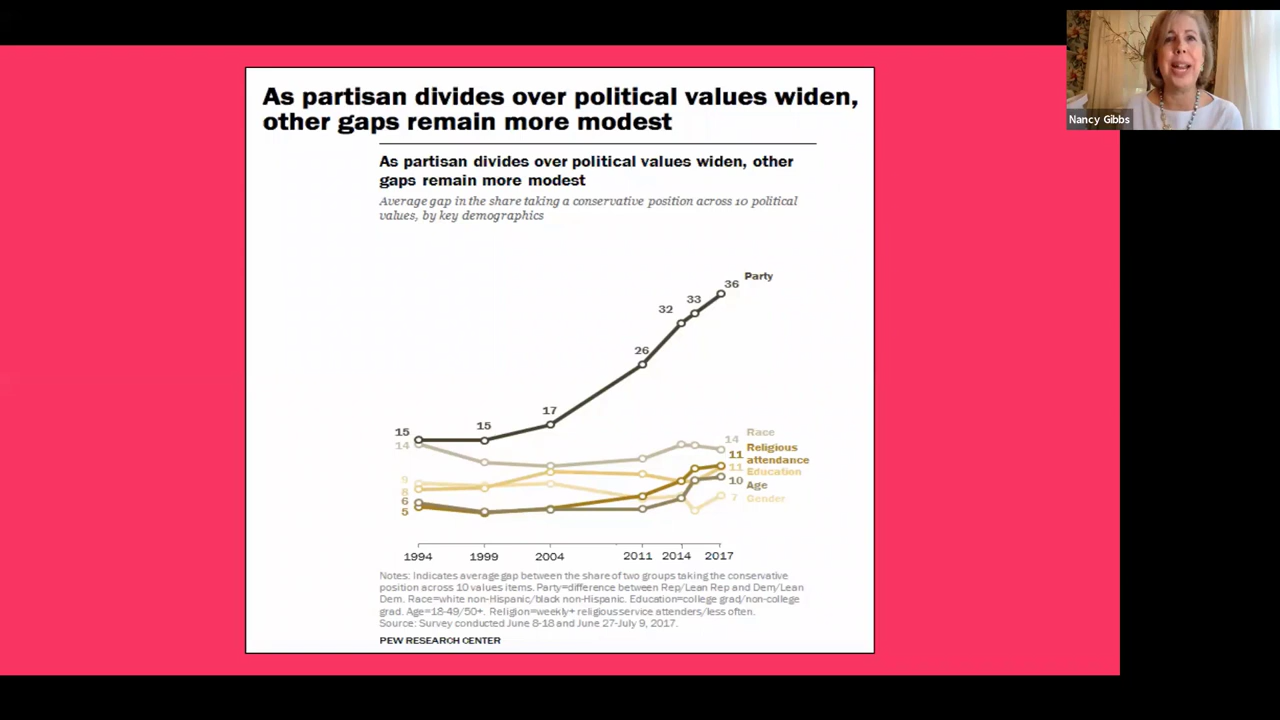 As partisan divides over political values widen,
other gaps remain more modest
As partisan divides over political values widen, other
gaps remain more modest
Average gap in the share taking a conservative position across 10 political
values, by key demographics
Party
36
33
32
26
17
15
15
14
9
8
6
5
Race
14
Religious
attendance
11
11
Education
10
Age
7
Gender
1994
1999
2004
2011
2014
2017
Notes: Indicates average gap between the share of two groups taking the conservative
position across 10 values items. Party=difference between Rep/Lean Rep and Dem/Lean
Dem. Race=white non-Hispanic/black non-Hispanic. Education=college grad/non-college
grad. Age=18-49/50+. Religion=weekly+ religious service attenders/less often.
Source: Survey conducted June 8-18 and June 27-July 9, 2017.
PEW RESEARCH CENTER
Nancy Gibbs